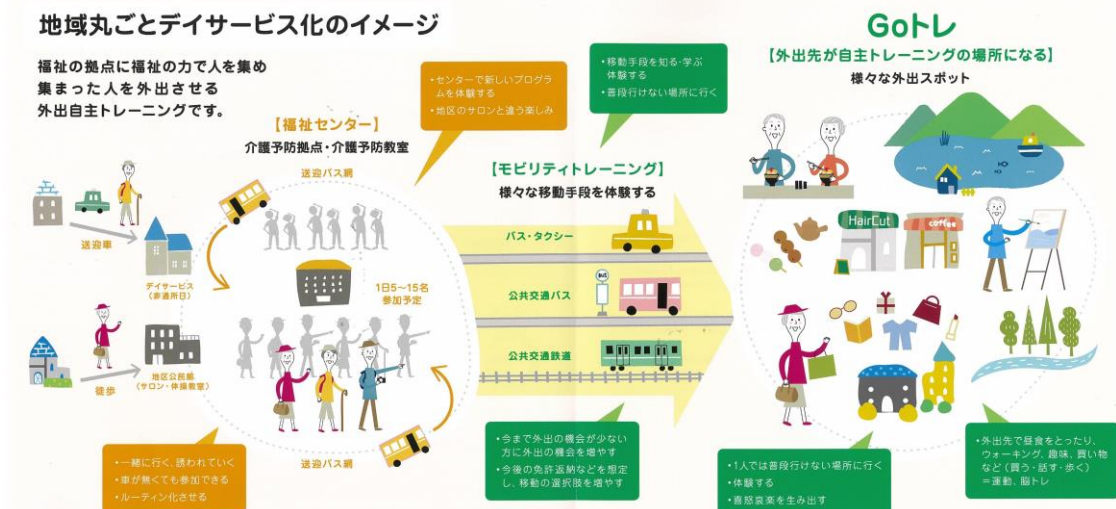 地域丸ごとデイサービス化のイメージ
福祉の拠点に福祉の力で人を集め
集まった人を外出させる
外出自主トレーニングです。
送迎車
デイサービス
(非通所日)
徒歩
地区公民館
(サロン・体操教室)
【福祉センター】
介護予防拠点・介護予防教室
送迎バス網
1日5〜15名
参加予定
送迎バス網
・センターで新しいプログラ
ムを体験する
・地区のサロンと違う楽しみ
・一緒に行く、誘われていく
・車が無くても参加できる
・ルーティン化させる
・移動手段を知る・学ぶ
体験する
・普段行けない場所に行く
【モビリティトレーニング】
様々な移動手段を体験する
バス・タクシー
BUS
公共交通バス
公共交通鉄道
・今まで外出の機会が少ない
方に外出の機会を増やす
・今後の免許返納などを想定
し、移動の選択肢を増やす
Goトレ
【外出先が自主トレーニングの場所になる】
様々な外出スポット
HairCut
coffee
・1人では普段行けない場所に行く
・体験する
・喜怒哀楽を生み出す
・外出先で昼食をとったり、
ウォーキング、趣味、買い物
など(買う・話す・歩く)
=運動、脳トレ